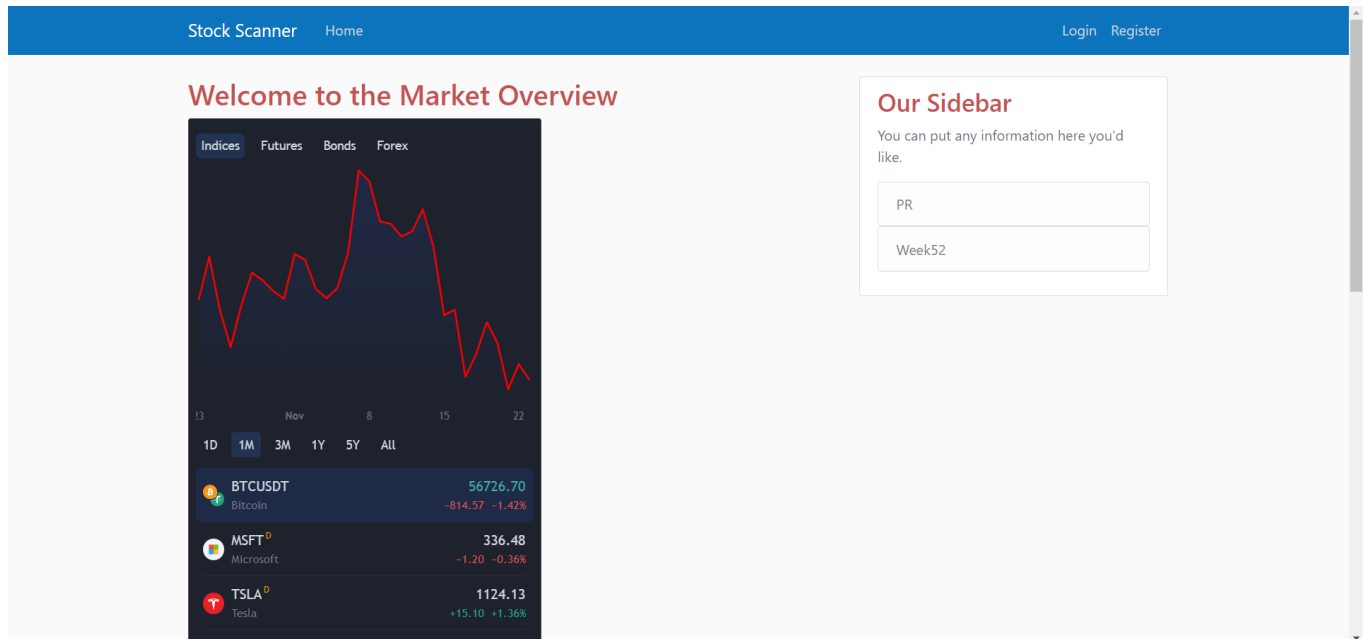 Stock Scanner Home Login Register
Welcome to the Market Overview
Indices Futures Bonds Forex
23 Nov 8 15 22
1D 1M 3M 1Y 5Y All
BTCUSDT 56726.70
Bitcoin −814.57 −1.42%
MSFT D 336.48
Microsoft −1.20 −0.36%
TSLA D 1124.13
Tesla +15.10 +1.36%
Our Sidebar
You can put any information here you'd
like.
PR
Week52